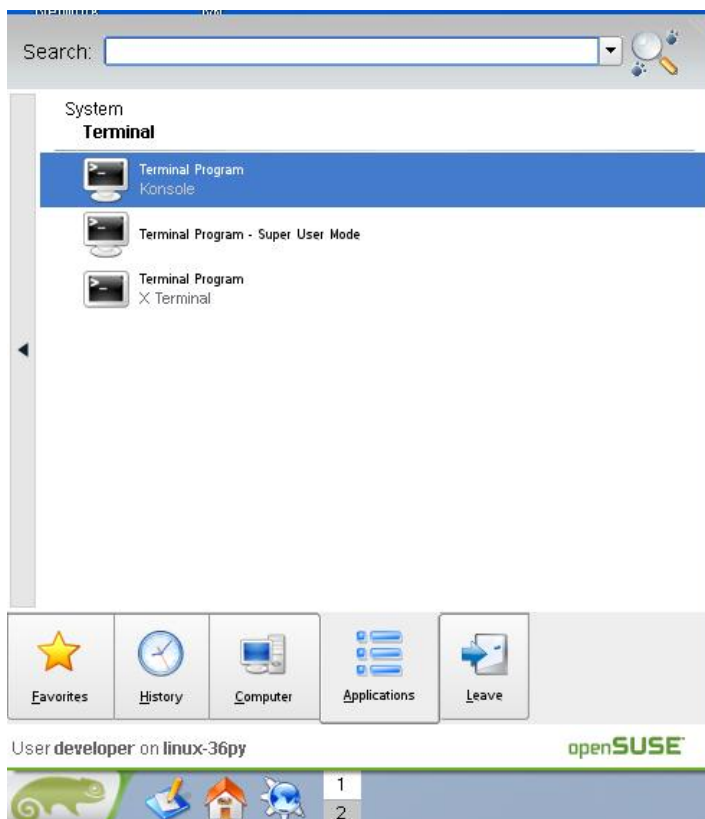 Search:
System
Terminal
Terminal Program
Konsole
Terminal Program - Super User Mode
Terminal Program
X Terminal
Favorites
History
Computer
Applications
Leave
User developer on linux-36py
openSUSE
1
2